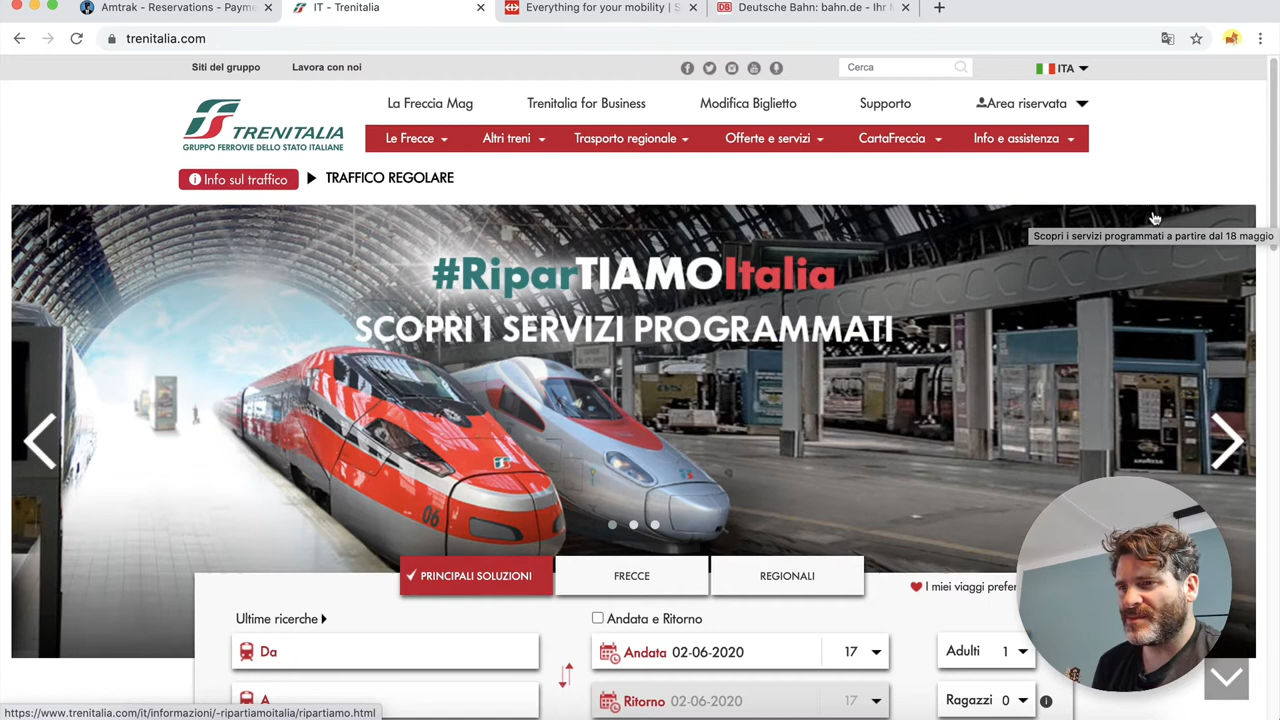 Amtrak - Reservations - Payme
IT - Trenitalia
Everything for your mobility | S
DB
Deutsche Bahn: bahn.de - Ihr M
trenitalia.com
Siti del gruppo
Lavora con noi
Cerca
ITA
La Freccia Mag
Trenitalia for Business
Modifica Biglietto
Supporto
Area riservata
TRENITALIA
GRUPPO FERROVIE DELLO STATO ITALIANE
Le Frecce
Altri treni
Trasporto regionale
Offerte e servizi
CartaFreccia
Info e assistenza
Info sul traffico
TRAFFICO REGOLARE
Scopri i servizi programmati a partire dal 18 maggio
#RiparTIAMOItalia
SCOPRI I SERVIZI PROGRAMMATI
06
PRINCIPALI SOLUZIONI
FRECCE
REGIONALI
I miei viaggi prefer
Ultime ricerche
Andata e Ritorno
Da
Andata 02-06-2020
17
Adulti 1
A
Ritorno 02-06-2020
17
Ragazzi 0
https://www.trenitalia.com/it/informazioni/-ripartiamoitalia/ripartiamo.html